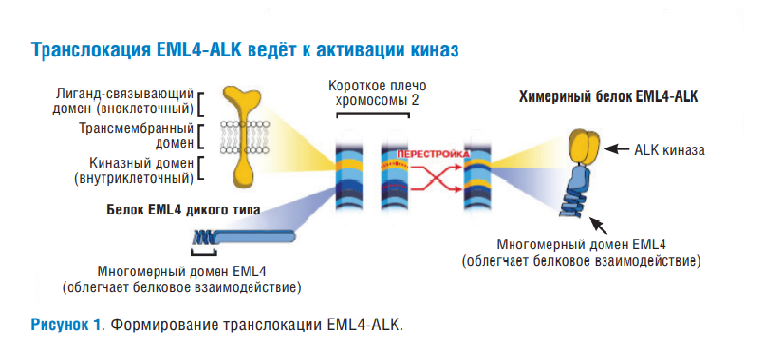 Транслокация EML4-ALK ведёт к активации киназ
Лиганд-связывающий
домен (внеклеточный)
Трансмембранный
домен
Киназный домен
(внутриклеточный)
Белок EML4 дикого типа
Многомерный домен EML4
(облегчает белковое взаимодействие)
Короткое плечо
хромосомы 2
ПЕРЕСТРОЙКА
Химериный белок EML4-ALK
ALK киназа
Многомерный домен EML4
(облегчает белковое взаимодействие)
Рисунок 1. Формирование транслокации EML4-ALK.